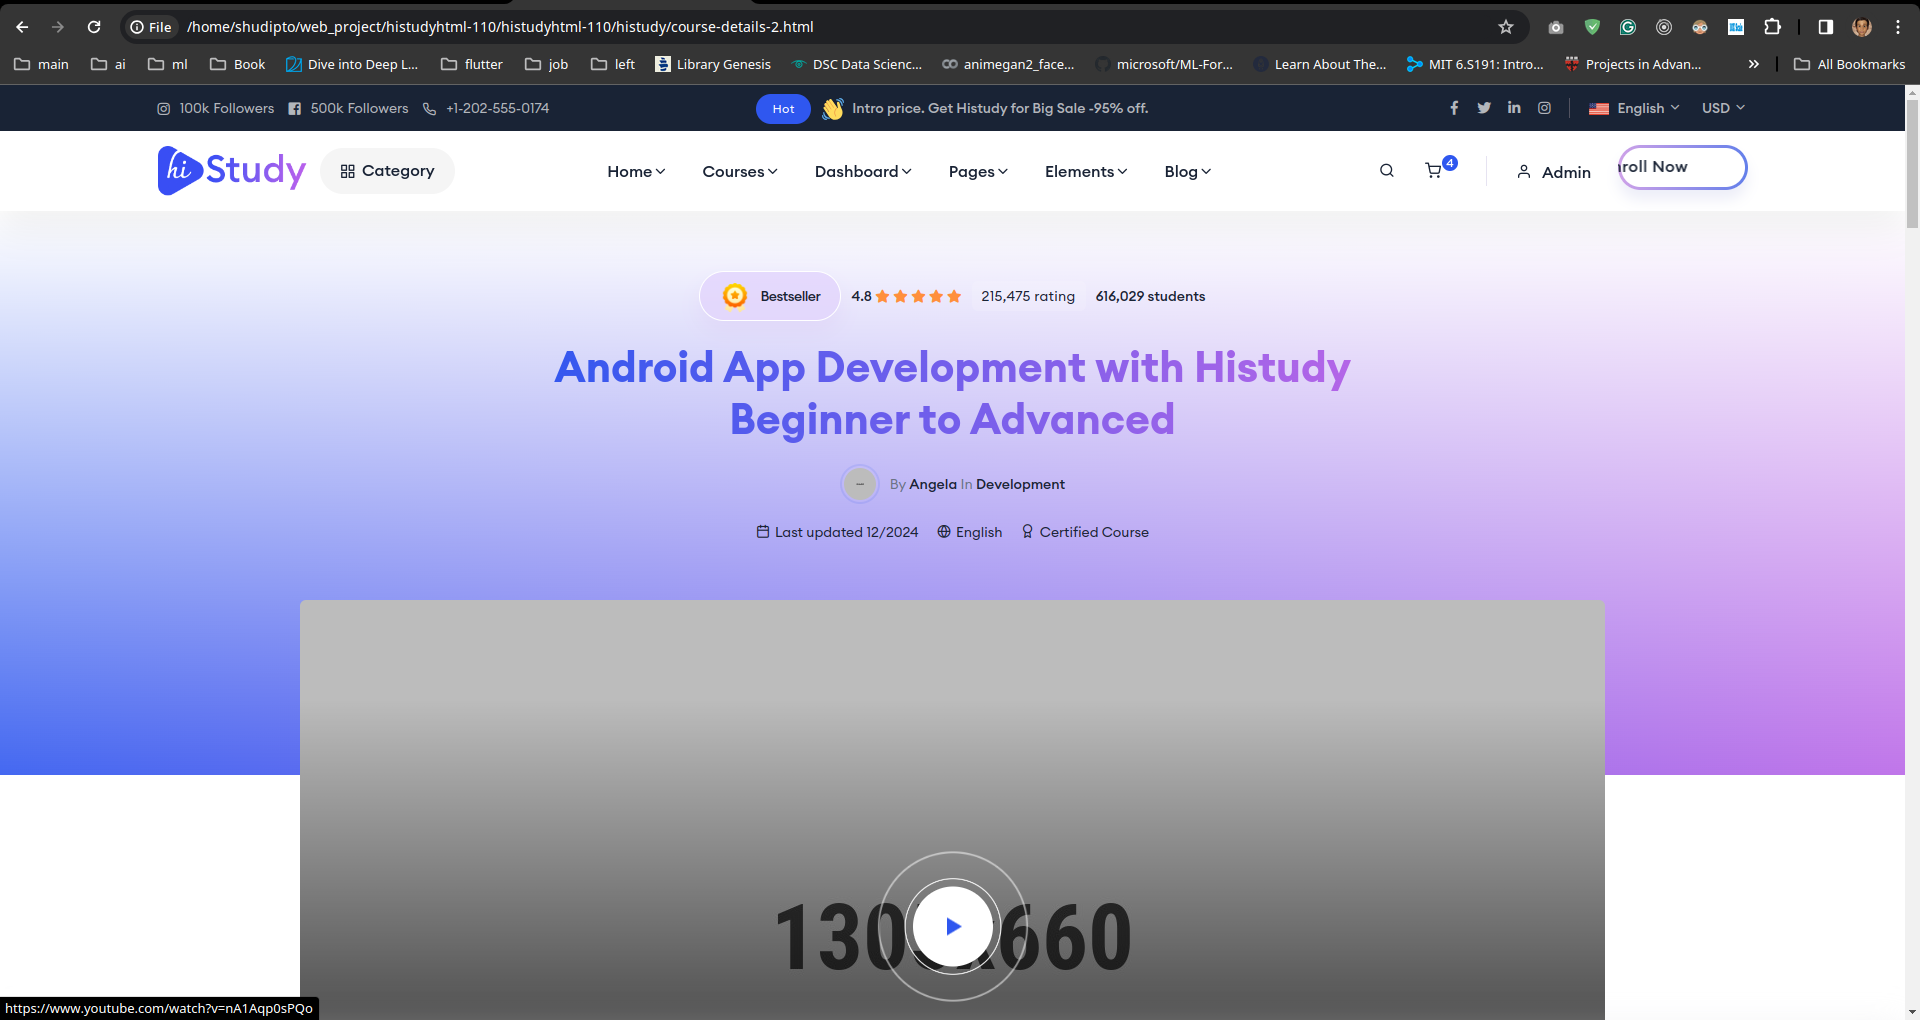 File /home/shudipto/web_project/histudyhtml-110/histudyhtml-110/histudy/course-details-2.html
main ai ml Book Dive into Deep L... flutter job left Library Genesis DSC Data Scienc... animegan2_face... microsoft/ML-For... Learn About The... MIT 6.S191: Intro... Projects in Advan... » All Bookmarks
100k Followers 500k Followers +1-202-555-0174 Hot Intro price. Get Histudy for Big Sale -95% off. English USD
hi Study Category Home Courses Dashboard Pages Elements Blog 4 Admin roll Now
Bestseller 4.8 215,475 rating 616,029 students
Android App Development with Histudy
Beginner to Advanced
By Angela In Development
Last updated 12/2024 English Certified Course
https://www.youtube.com/watch?v=nA1Aqp0sPQo